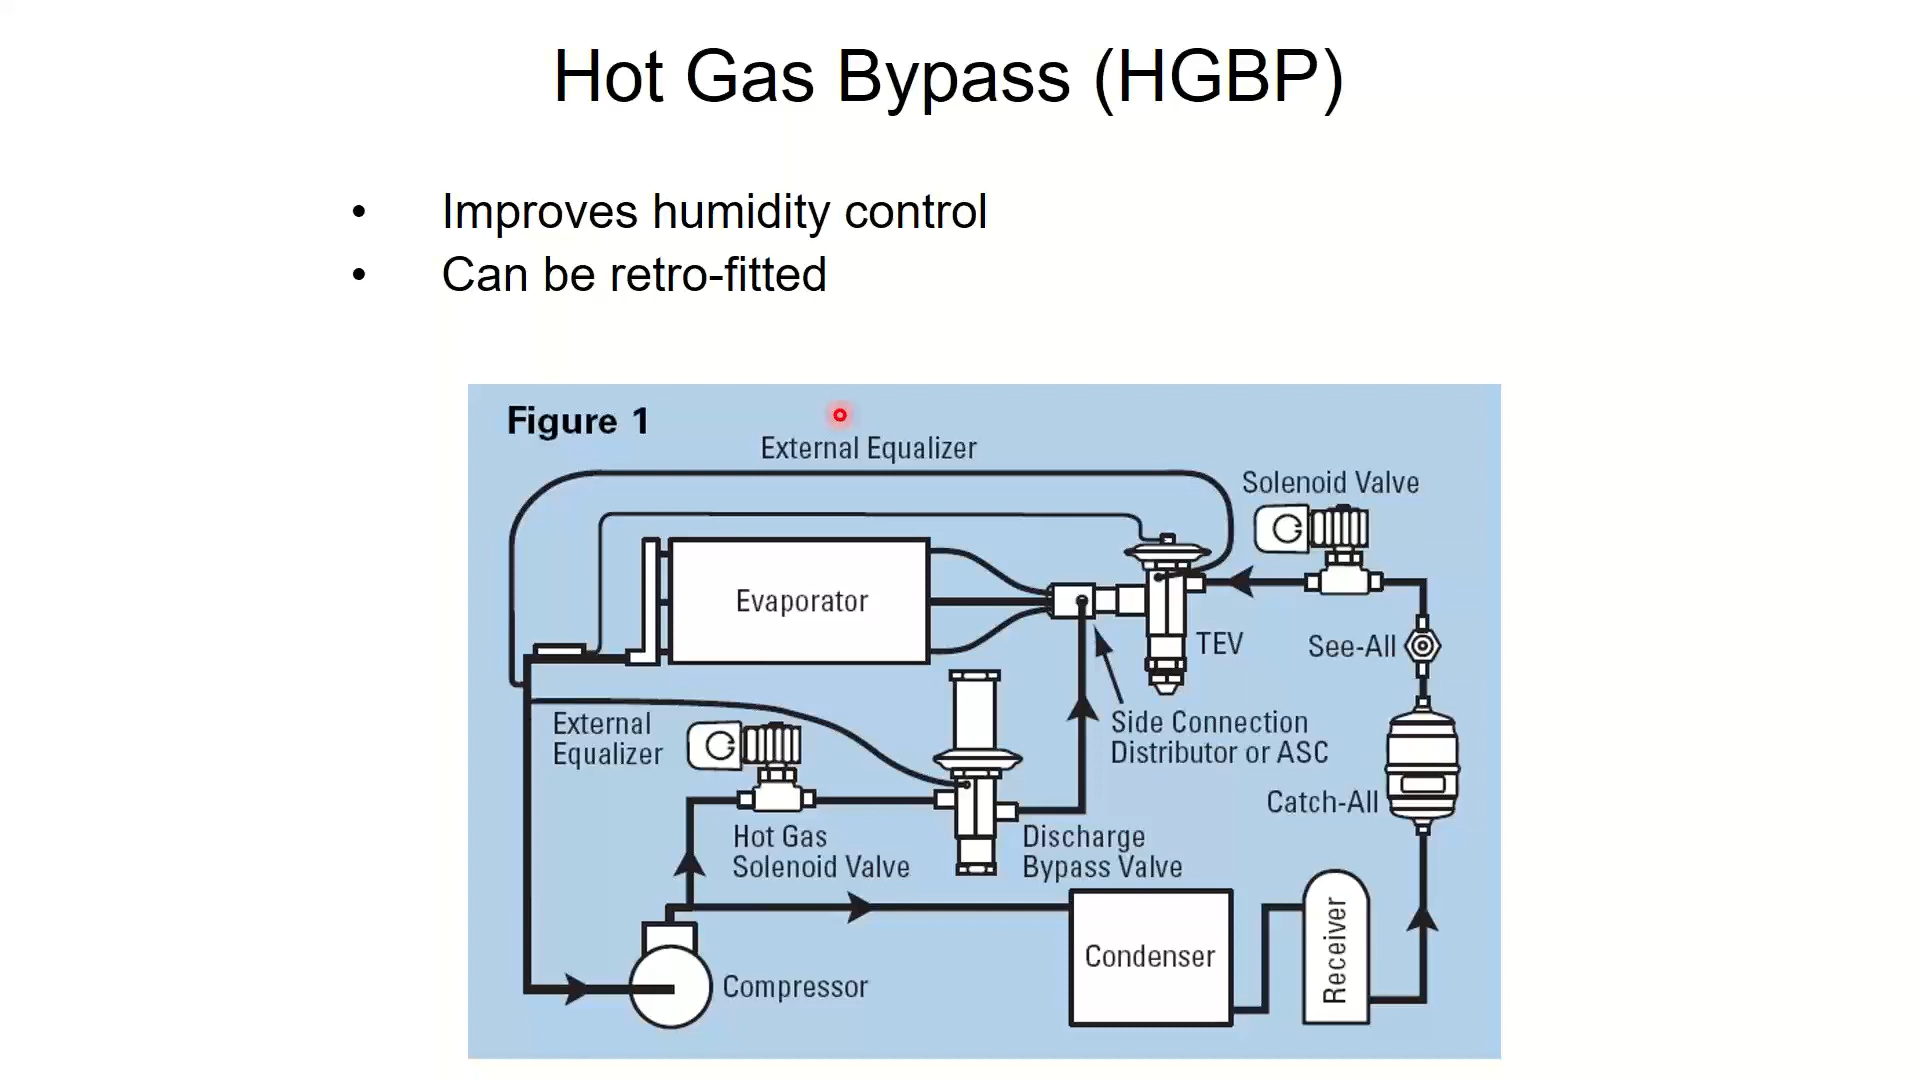 Hot Gas Bypass (HGBP)
• Improves humidity control
• Can be retro-fitted
Figure 1
External Equalizer
Solenoid Valve
Evaporator
TEV
See-All
External
Equalizer
Side Connection
Distributor or ASC
Catch-All
Hot Gas
Solenoid Valve
Discharge
Bypass Valve
Condenser
Receiver
Compressor